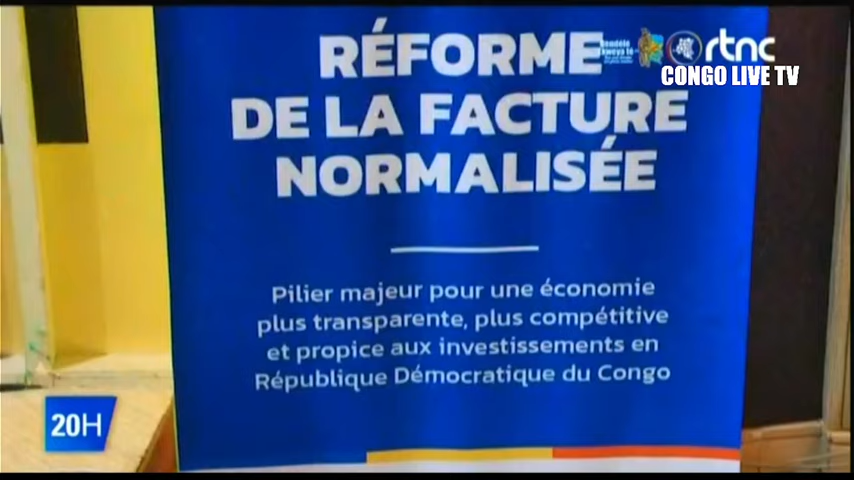 RÉFORME
DE LA FACTURE
NORMALISÉE
rtnc
CONGO LIVE TV
Pilier majeur pour une économie
plus transparente, plus compétitive
et propice aux investissements en
République Démocratique du Congo
20H